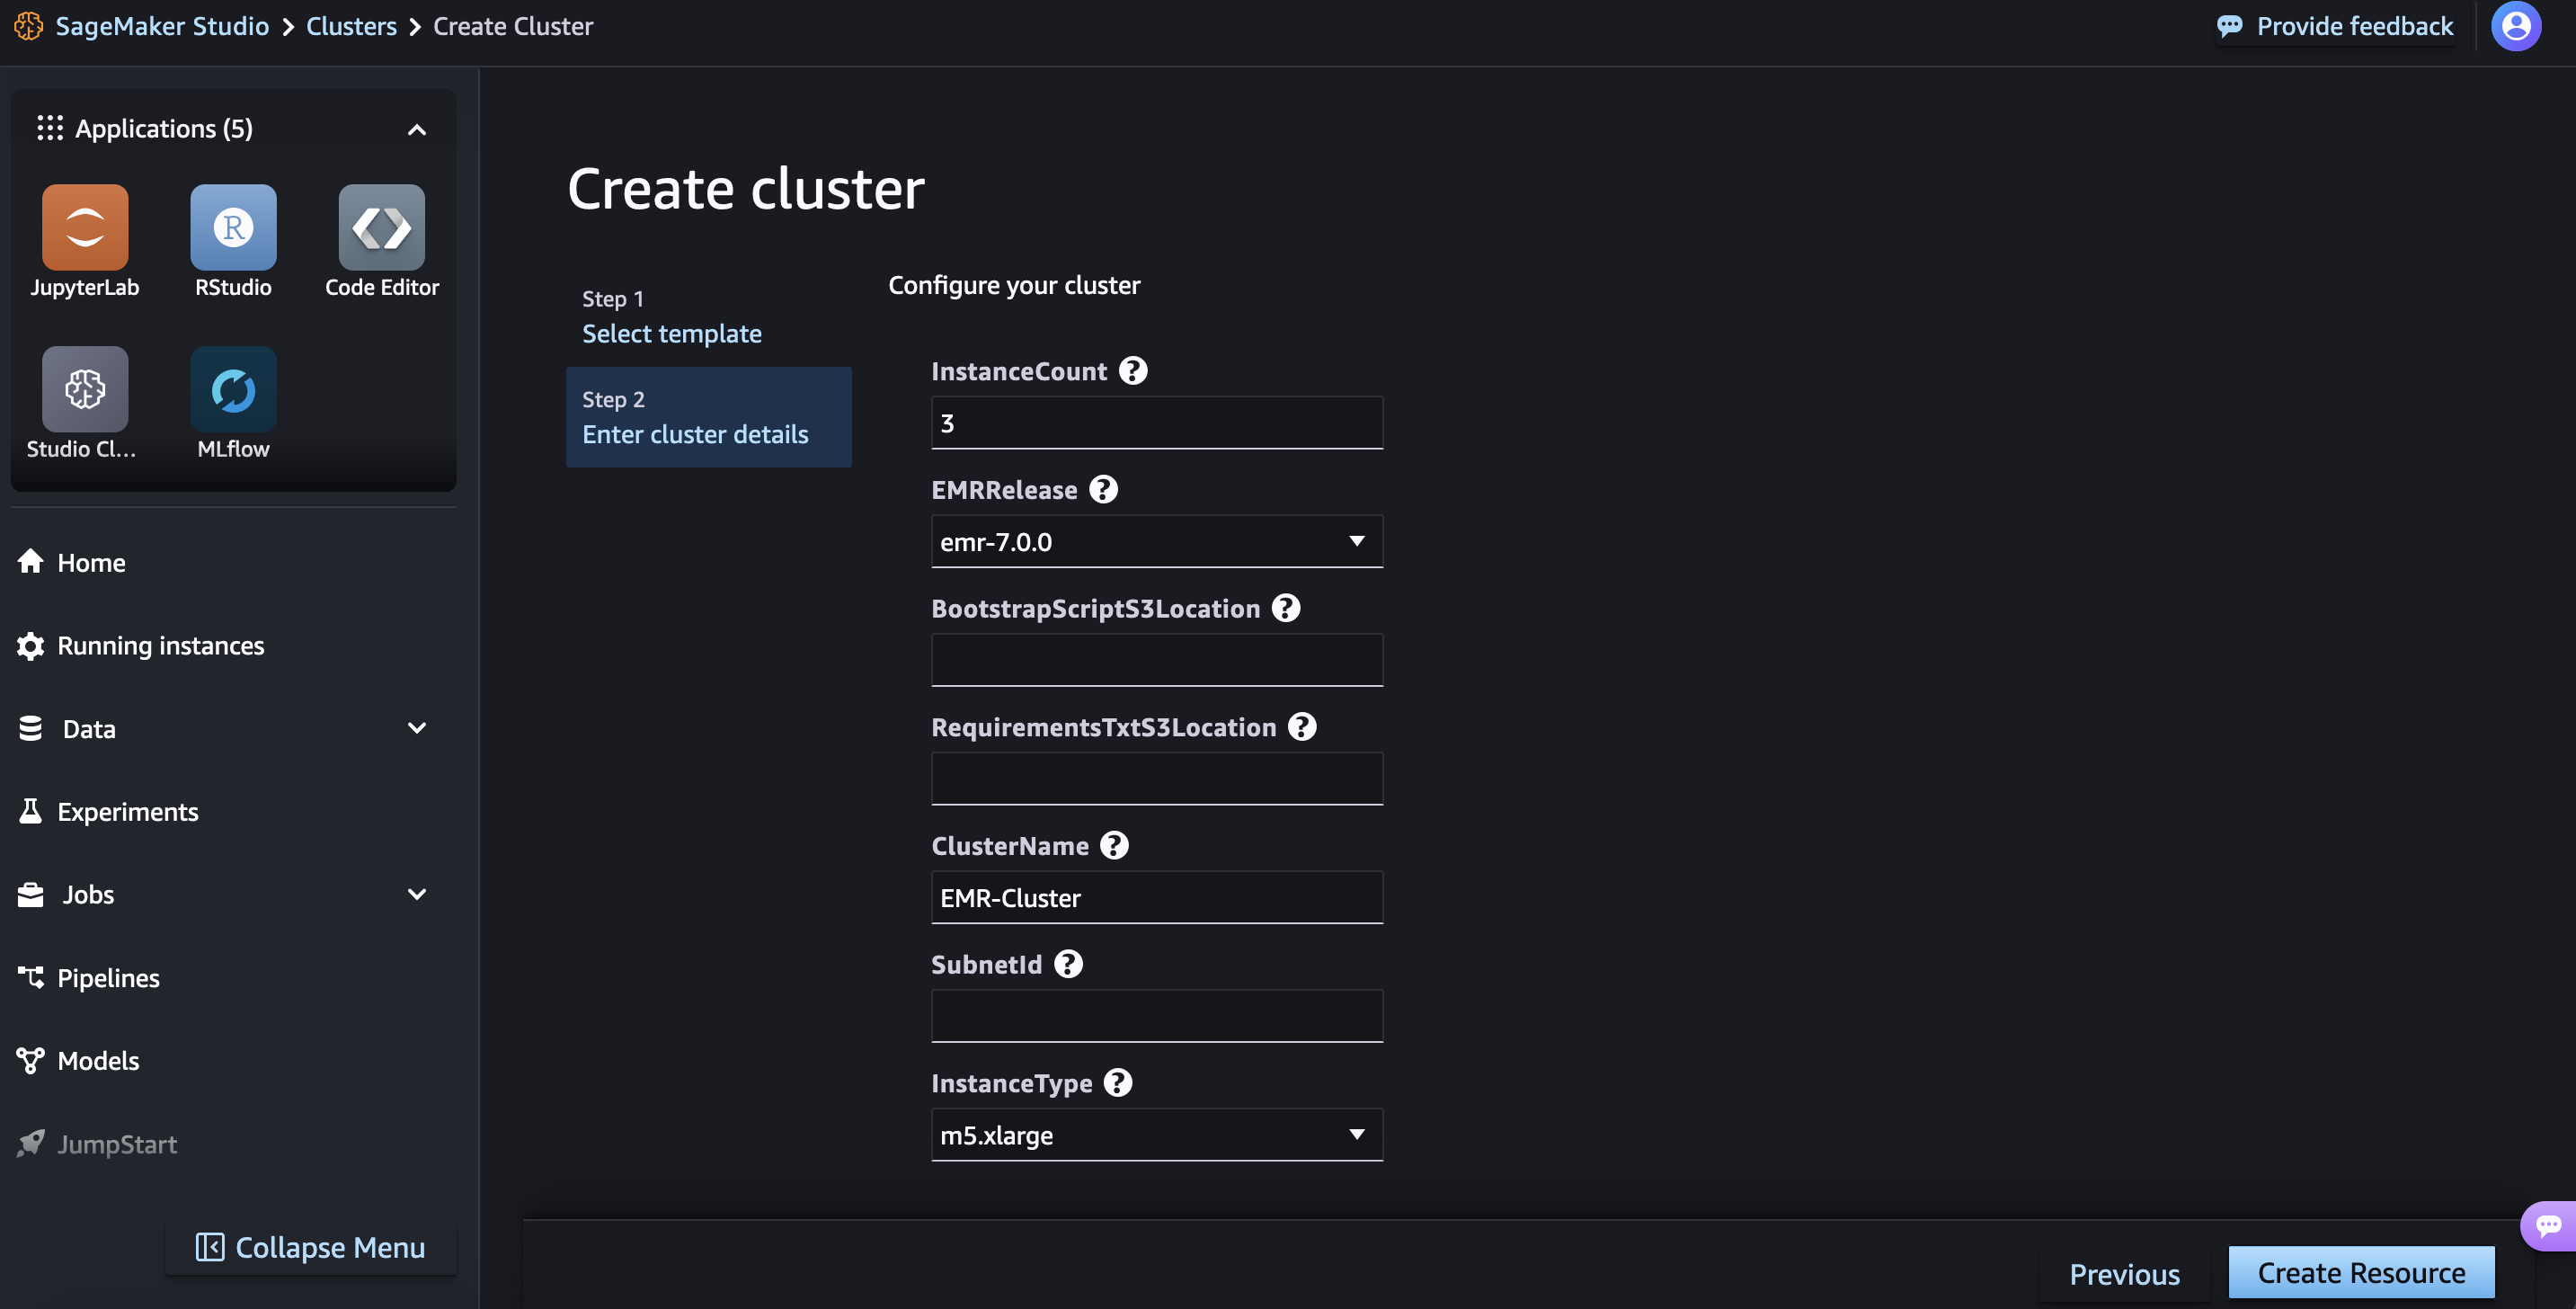 SageMaker Studio > Clusters > Create Cluster
Provide feedback
Applications (5)
JupyterLab
RStudio
Code Editor
Studio Cl...
MLflow
Home
Running instances
Data
Experiments
Jobs
Pipelines
Models
JumpStart
Collapse Menu
Create cluster
Step 1
Select template
Step 2
Enter cluster details
Configure your cluster
InstanceCount
3
EMRRelease
emr-7.0.0
BootstrapScriptS3Location
RequirementsTxtS3Location
ClusterName
EMR-Cluster
SubnetId
InstanceType
m5.xlarge
Previous
Create Resource